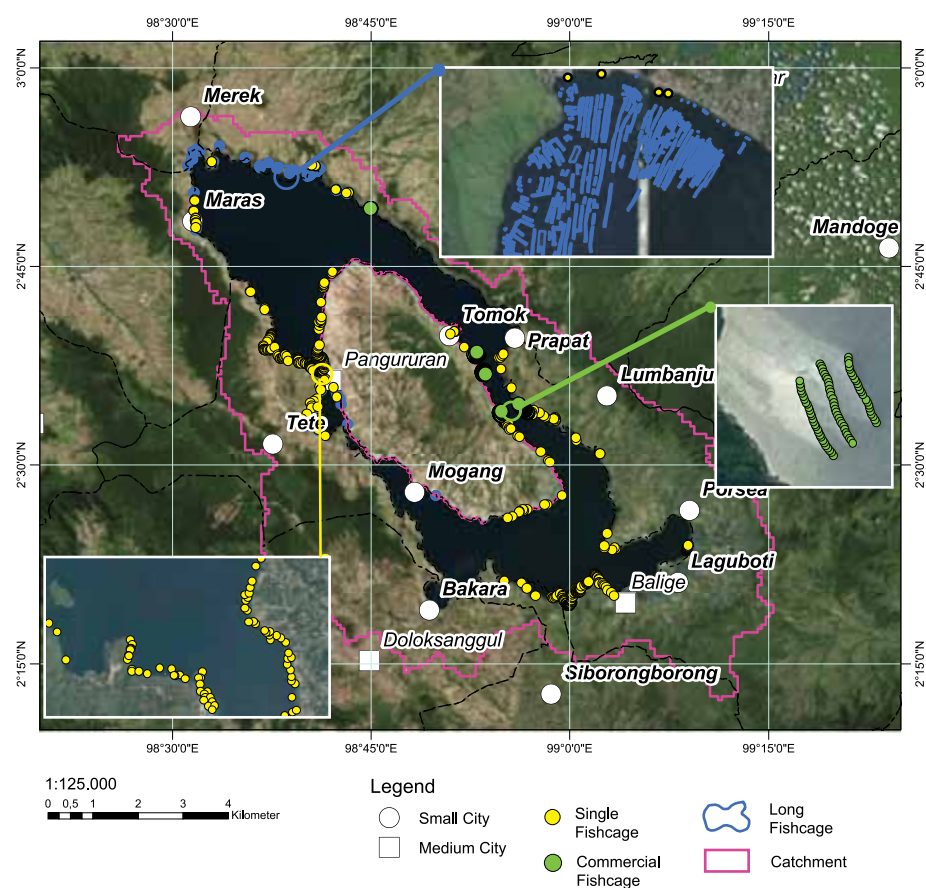 98°30'0"E 98°45'0"E 99°0'0"E 99°15'0"E
3°0'0"N 3°0'0"N
ar
Merek
Maras
Mandoge
2°45'0"N 2°45'0"N
Tomok
Prapat
Pangururan
Lumbanju
Tete
2°30'0"N 2°30'0"N
Mogang
Porsea
Laguboti
Balige
Bakara
Doloksanggul
2°15'0"N 2°15'0"N
Siborongborong
98°30'0"E 98°45'0"E 99°0'0"E 99°15'0"E
1:125.000
0 0,5 1 2 3 4
Kilometer
Legend
Small City
Medium City
Single
Fishcage
Commercial
Fishcage
Long
Fishcage
Catchment